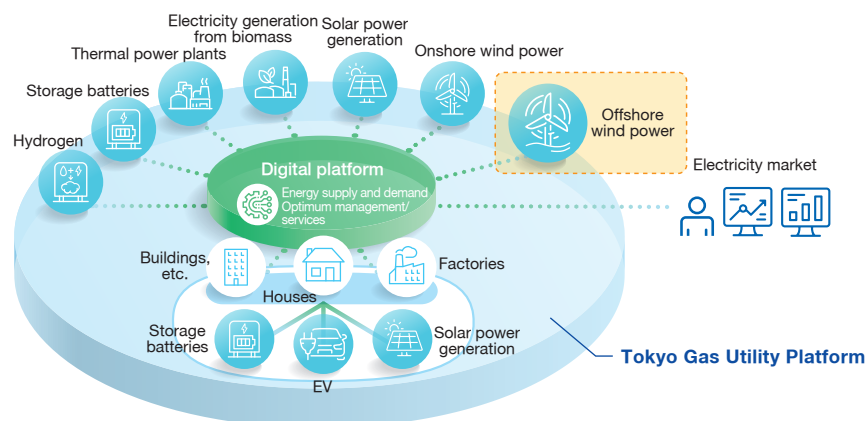 Electricity generation
from biomass
Solar power
generation
Thermal power plants
Onshore wind power
Storage batteries
Offshore
wind power
Hydrogen
Digital platform
Energy supply and demand
Optimum management/
services
Electricity market
Buildings,
etc.
Houses
Factories
Storage
batteries
EV
Solar power
generation
Tokyo Gas Utility Platform